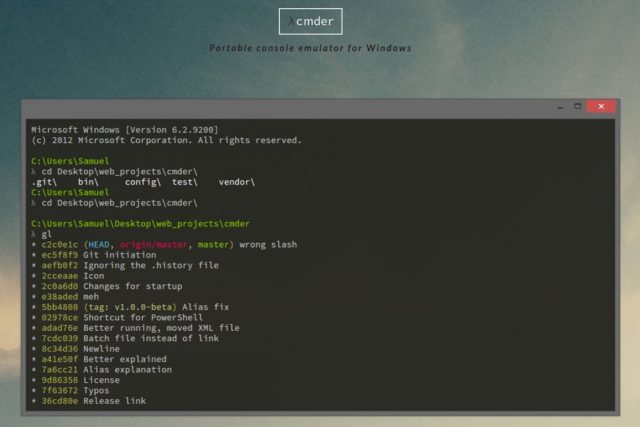 λ cmder
Portable console emulator for Windows
Microsoft Windows [Version 6.2.9200]
(c) 2012 Microsoft Corporation. All rights reserved.
C:\Users\Samuel
λ cd Desktop\web_projects\cmder\
.git\ bin\ config\ test\ vendor\
C:\Users\Samuel
λ cd Desktop\web_projects\cmder\
C:\Users\Samuel\Desktop\web_projects\cmder
λ gl
* c2c0e1c (HEAD, origin/master, master) wrong slash
* ec5f8f9 Git initiation
* aefb0f2 Ignoring the .history file
* 2cceaae Icon
* 2c0a6d0 Changes for startup
* e38aded meh
* 5bb4808 (tag: v1.0.0-beta) Alias fix
* 02978ce Shortcut for PowerShell
* adad76e Better running, moved XML file
* 7cdc039 Batch file instead of link
* 8c34d36 Newline
* a41e50f Better explained
* 7a6cc21 Alias explanation
* 9d86358 License
* 7f63672 Typos
* 36cd80e Release link